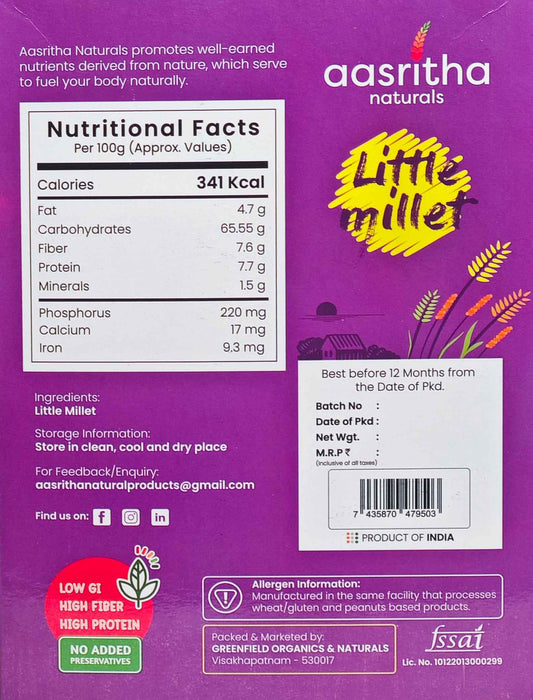 Aasritha Naturals promotes well-earned
nutrients derived from nature, which serve
to fuel your body naturally.
aasritha
naturals
Nutritional Facts
Per 100g (Approx. Values)
Calories 341 Kcal
Fat 4.7 g
Carbohydrates 65.55 g
Fiber 7.6 g
Protein 7.7 g
Minerals 1.5 g
Phosphorus 220 mg
Calcium 17 mg
Iron 9.3 mg
Little
millet
Ingredients:
Little Millet
Storage Information:
Store in clean, cool and dry place
For Feedback/Enquiry:
aasrithanaturalproducts@gmail.com
Find us on: f in
Best before 12 Months from
the Date of Pkd.
Batch No :
Date of Pkd :
Net Wgt. :
M.R.P ₹ :
(Inclusive of all taxes)
7 435870 479503
PRODUCT OF INDIA
LOW GI
HIGH FIBER
HIGH PROTEIN
NO ADDED
PRESERVATIVES
Allergen Information:
Manufactured in the same facility that processes
wheat/gluten and peanuts based products.
Packed & Marketed by:
GREENFIELD ORGANICS & NATURALS
Visakhapatnam - 530017
fssai
Lic. No. 10122013000299